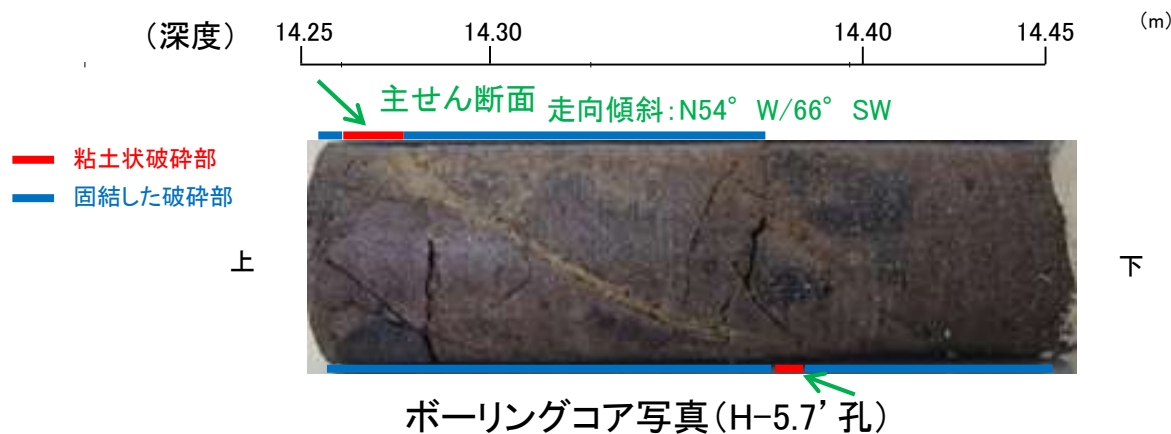 (m)
（深度） 14.25 14.30 14.40 14.45
主せん断面 走向傾斜：N54°W/66°SW
粘土状破砕部
固結した破砕部
上 下
ボーリングコア写真（H-5.7’孔）